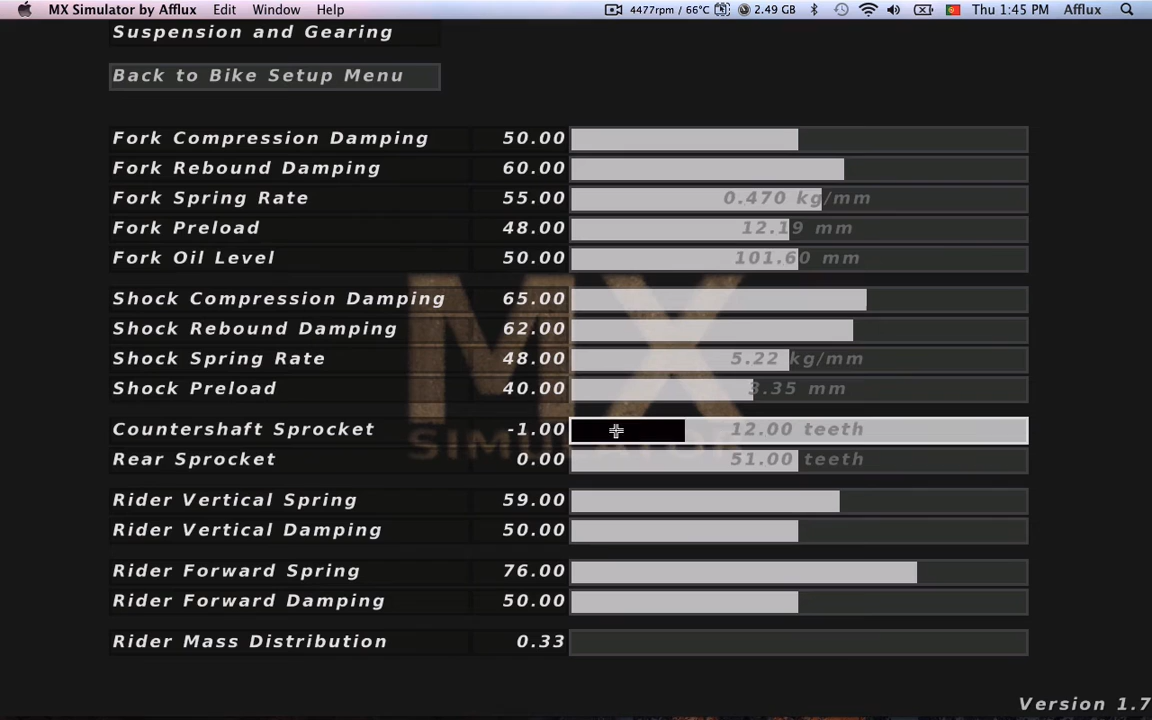 MX Simulator by Afflux Edit Window Help 4477rpm / 66°C 2.49 GB Thu 1:45 PM Afflux
Suspension and Gearing
Back to Bike Setup Menu
Fork Compression Damping 50.00
Fork Rebound Damping 60.00
Fork Spring Rate 55.00 0.470 kg/mm
Fork Preload 48.00 12.19 mm
Fork Oil Level 50.00 101.60 mm
Shock Compression Damping 65.00
Shock Rebound Damping 62.00
Shock Spring Rate 48.00 5.22 kg/mm
Shock Preload 40.00 3.35 mm
MX
Countershaft Sprocket -1.00 12.00 teeth
SIMULATOR
Rear Sprocket 0.00 51.00 teeth
Rider Vertical Spring 59.00
Rider Vertical Damping 50.00
Rider Forward Spring 76.00
Rider Forward Damping 50.00
Rider Mass Distribution 0.33
Version 1.7